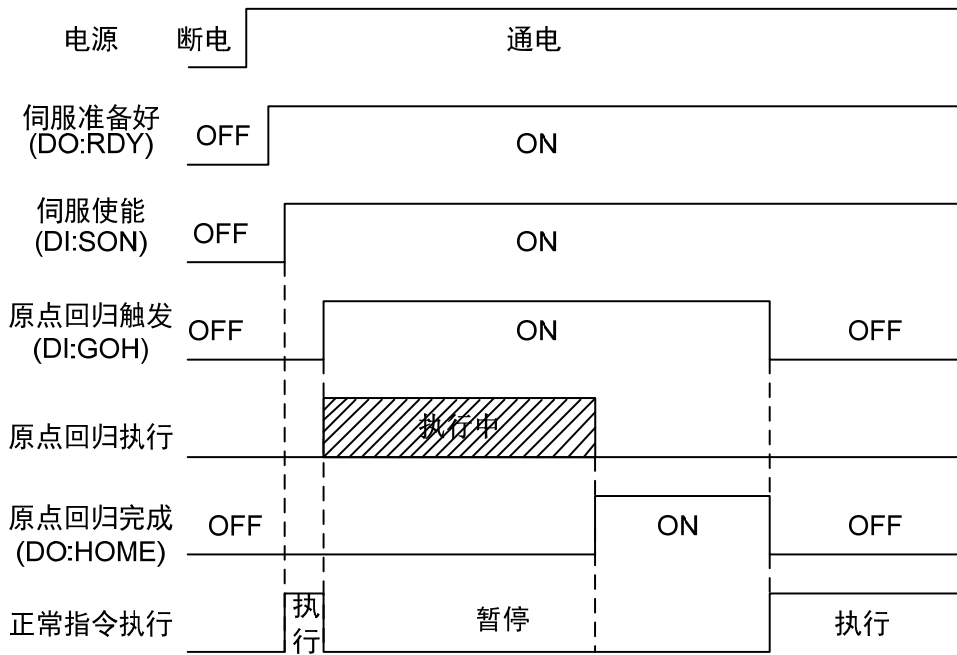 电源 断电 通电
伺服准备好
(DO:RDY) OFF ON
伺服使能
(DI:SON) OFF ON
原点回归触发
(DI:GOH) OFF ON OFF
原点回归执行 执行中
原点回归完成
(DO:HOME) OFF ON OFF
正常指令执行 执行 暂停 执行